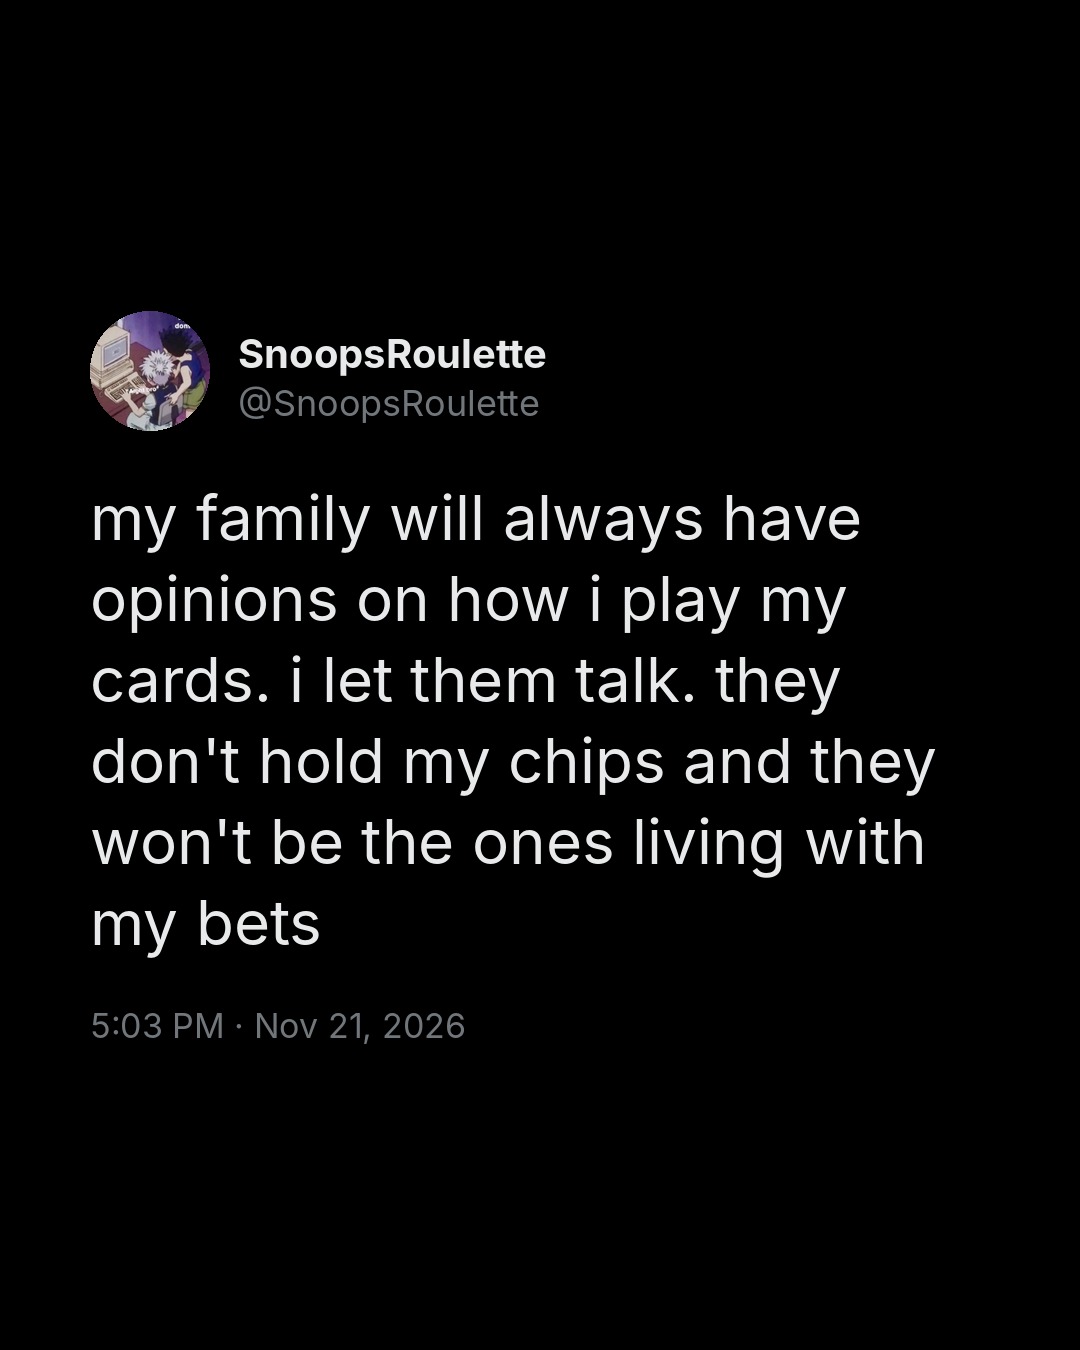 SnoopsRoulette
@SnoopsRoulette
my family will always have
opinions on how i play my
cards. i let them talk. they
don't hold my chips and they
won't be the ones living with
my bets
5:03 PM · Nov 21, 2026